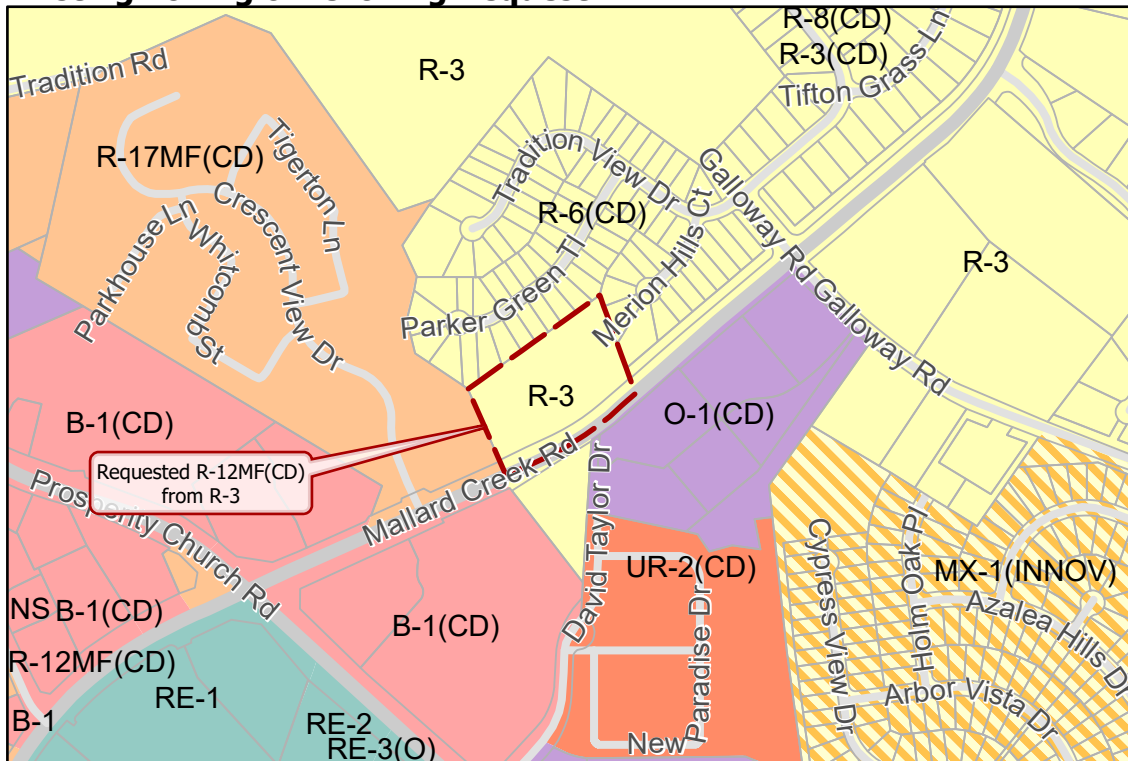 R-8(CD)
R-3(CD)
Tifton Grass Ln
R-3
Tradition Rd
R-17MF(CD)
Tigerton Ln
Tradition View Dr
Galloway Rd
Galloway Rd
R-6(CD)
Crescent View Dr
Parkhouse Ln
Whitcomb St
Merion Hills Ct
R-3
Parker Green Tl
R-3
O-1(CD)
B-1(CD)
Requested R-12MF(CD)
from R-3
Mallard Creek Rd
Prosperity Church Rd
David Taylor Dr
UR-2(CD)
Paradise Dr
New
Cypress View Dr
Holm Oak Pl
MX-1(INNOV)
Azalea Hills Dr
Arbor Vista Dr
NS
B-1(CD)
B-1(CD)
R-12MF(CD)
RE-1
B-1
RE-2
RE-3(O)